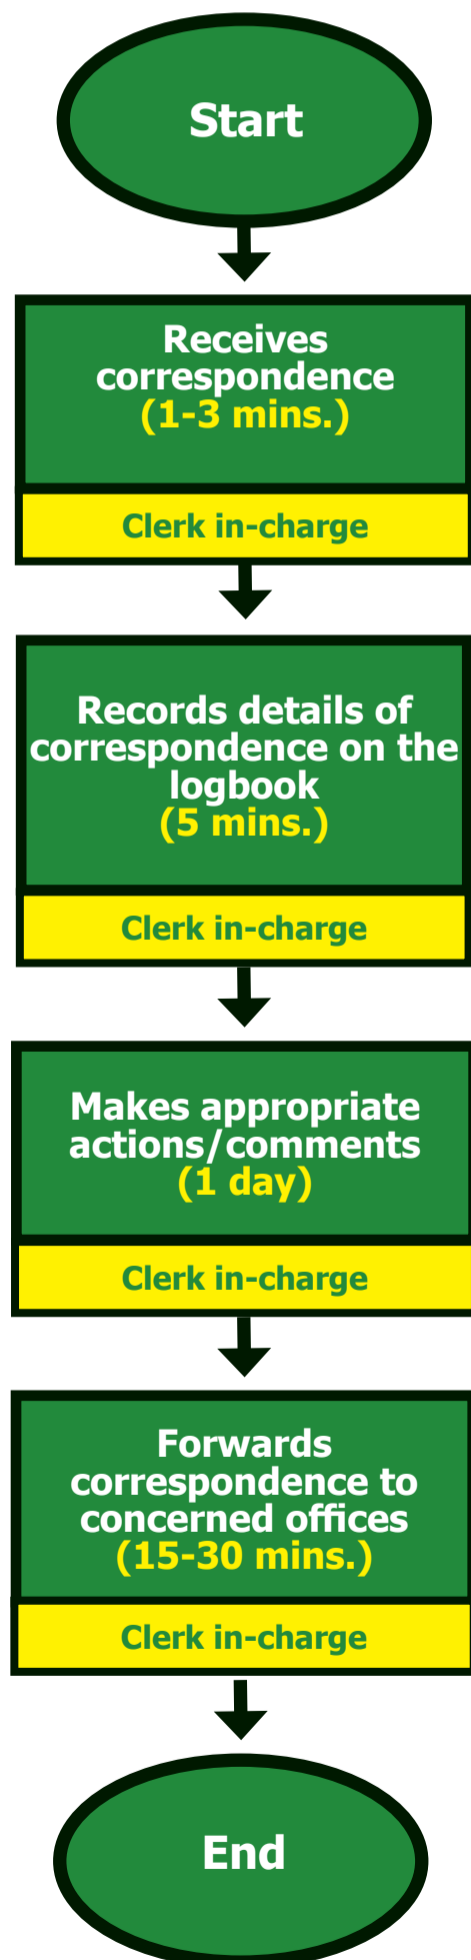 Start
Receives
correspondence
(1-3 mins.)
Clerk in-charge
Records details of
correspondence on the
logbook
(5 mins.)
Clerk in-charge
Makes appropriate
actions/comments
(1 day)
Clerk in-charge
Forwards
correspondence to
concerned offices
(15-30 mins.)
Clerk in-charge
End